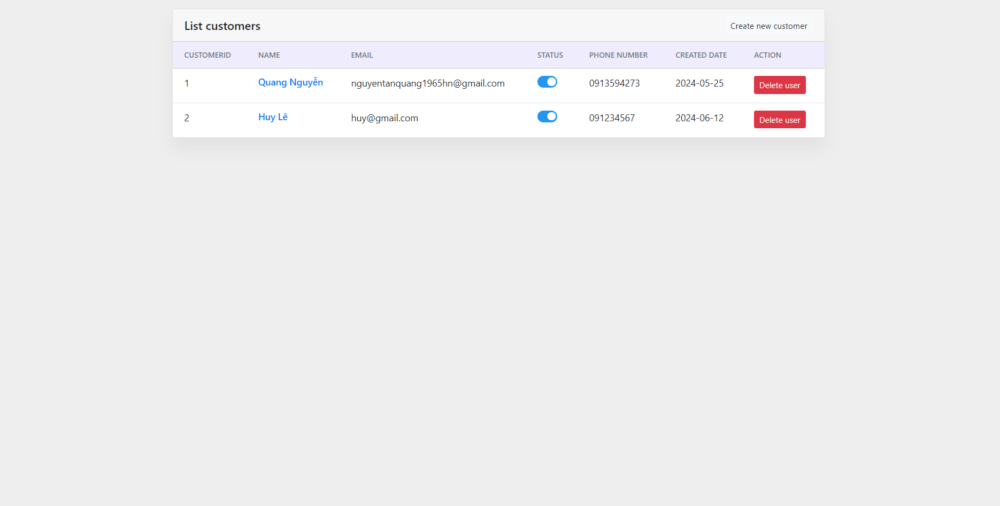 List customers
Create new customer
CUSTOMERID NAME EMAIL STATUS PHONE NUMBER CREATED DATE ACTION
1 Quang Nguyễn nguyentanquang1965hn@gmail.com 0913594273 2024-05-25 Delete user
2 Huy Lê huy@gmail.com 091234567 2024-06-12 Delete user